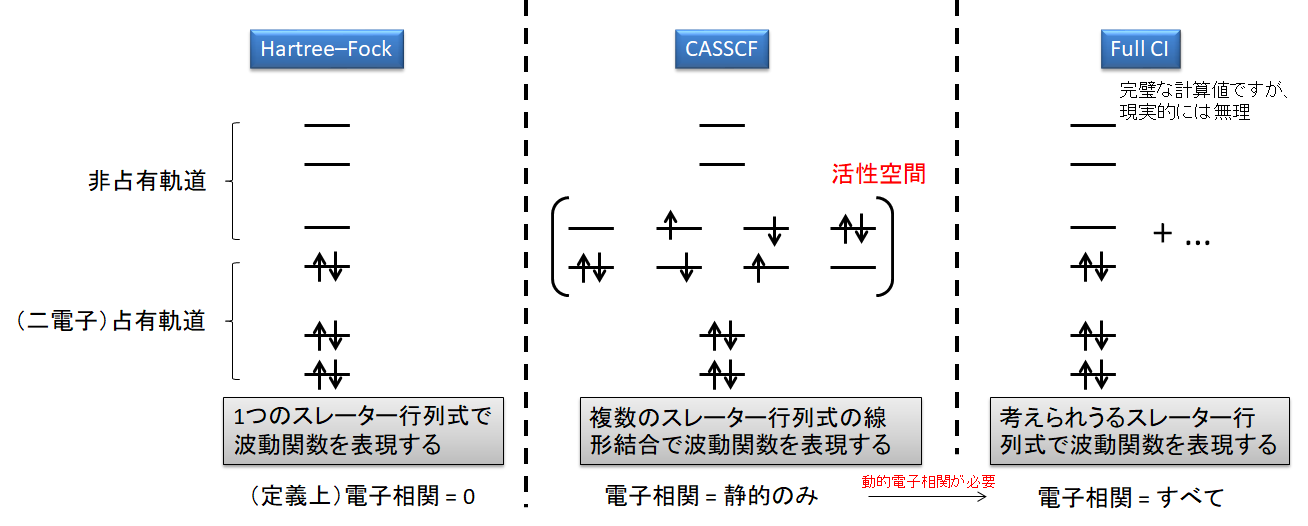 Hartree–Fock
CASSCF
Full CI
完璧な計算値ですが、
現実的には無理
非占有軌道
活性空間
+ ...
(二電子)占有軌道
1つのスレーター行列式で
波動関数を表現する
複数のスレーター行列式の線
形結合で波動関数を表現する
考えられうるスレーター行
列式で波動関数を表現する
(定義上)電子相関 = 0
電子相関 = 静的のみ
動的電子相関が必要
電子相関 = すべて